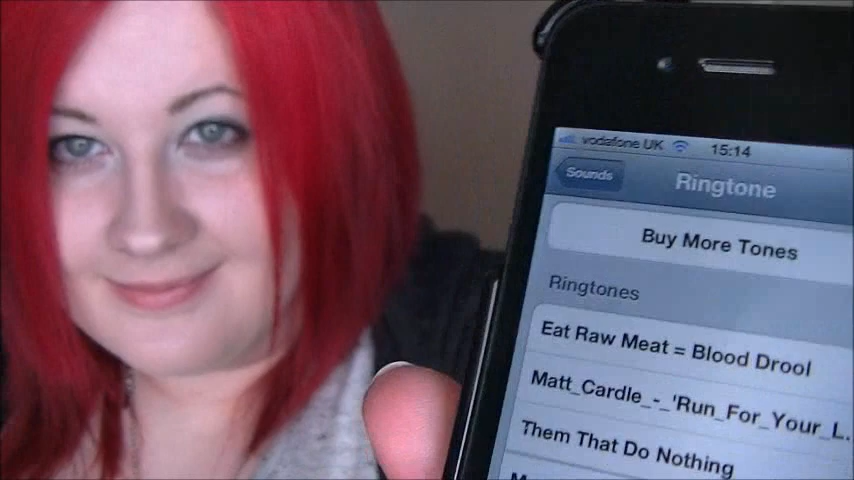 vodafone UK 15:14
Sounds Ringtone
Buy More Tones
Ringtones
Eat Raw Meat = Blood Drool
Matt_Cardle_-_'Run_For_Your_L..
Them That Do Nothing